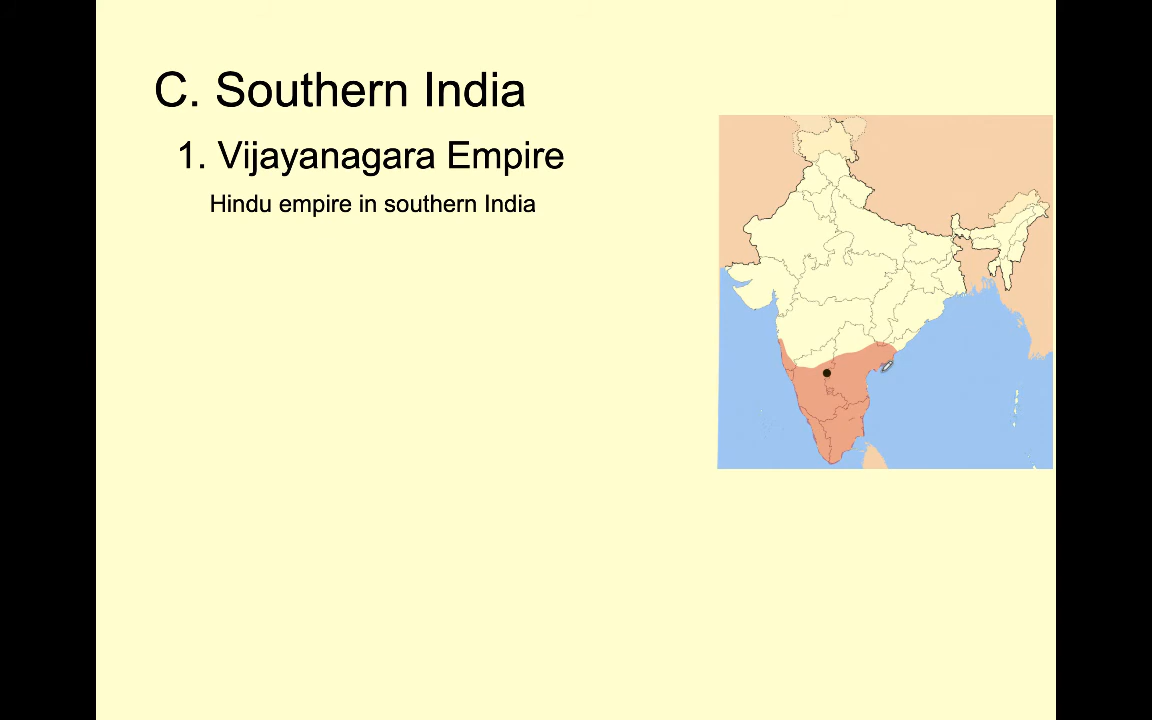 C. Southern India
1. Vijayanagara Empire
Hindu empire in southern India